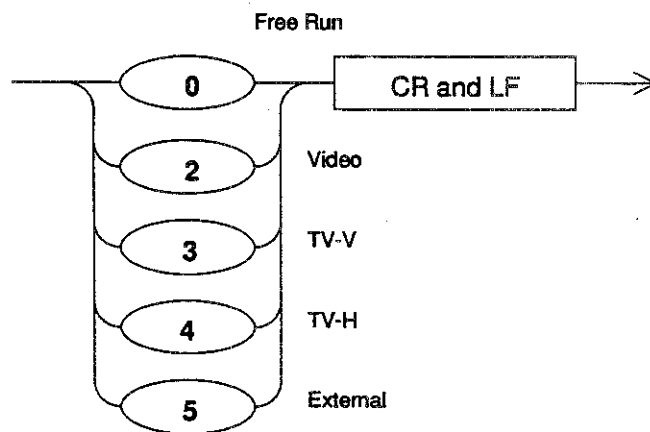 Free Run
0
CR and LF
2
Video
3
TV-V
4
TV-H
5
External